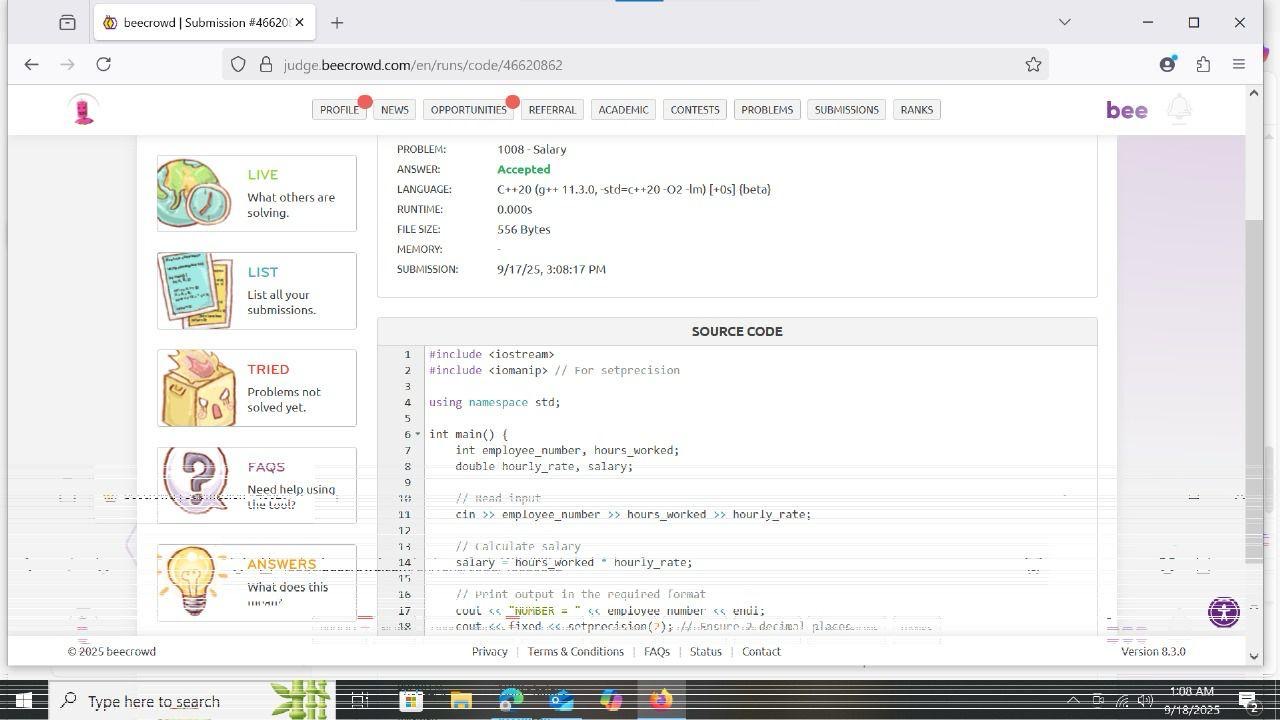 beecrowd | Submission #46620
judge.beecrowd.com/en/runs/code/46620862
PROFILE NEWS OPPORTUNITIES REFERRAL ACADEMIC CONTESTS PROBLEMS SUBMISSIONS RANKS
bee
LIVE
What others are
solving.
LIST
List all your
submissions.
TRIED
Problems not
solved yet.
FAQS
Need help using
the tool?
ANSWERS
What does this
mean?
PROBLEM: 1008 - Salary
ANSWER: Accepted
LANGUAGE: C++20 (g++ 11.3.0, -std=c++20 -O2 -lm) [+0s] {beta}
RUNTIME: 0.000s
FILE SIZE: 556 Bytes
MEMORY: -
SUBMISSION: 9/17/25, 3:08:17 PM
SOURCE CODE
1 #include <iostream>
2 #include <iomanip> // For setprecision
3
4 using namespace std;
5
6 int main() {
7 int employee_number, hours_worked;
8 double hourly_rate, salary;
9
10 // Read input
11 cin >> employee_number >> hours_worked >> hourly_rate;
12
13 // Calculate salary
14 salary = hours_worked * hourly_rate;
15
16 // Print output in the required format
17 cout << "NUMBER = " << employee_number << endl;
18 cout << fixed << setprecision(2); // Ensure 2 decimal places
© 2025 beecrowd
Privacy | Terms & Conditions | FAQs | Status | Contact
Version 8.3.0
Type here to search
1:08 AM
9/18/2025
2